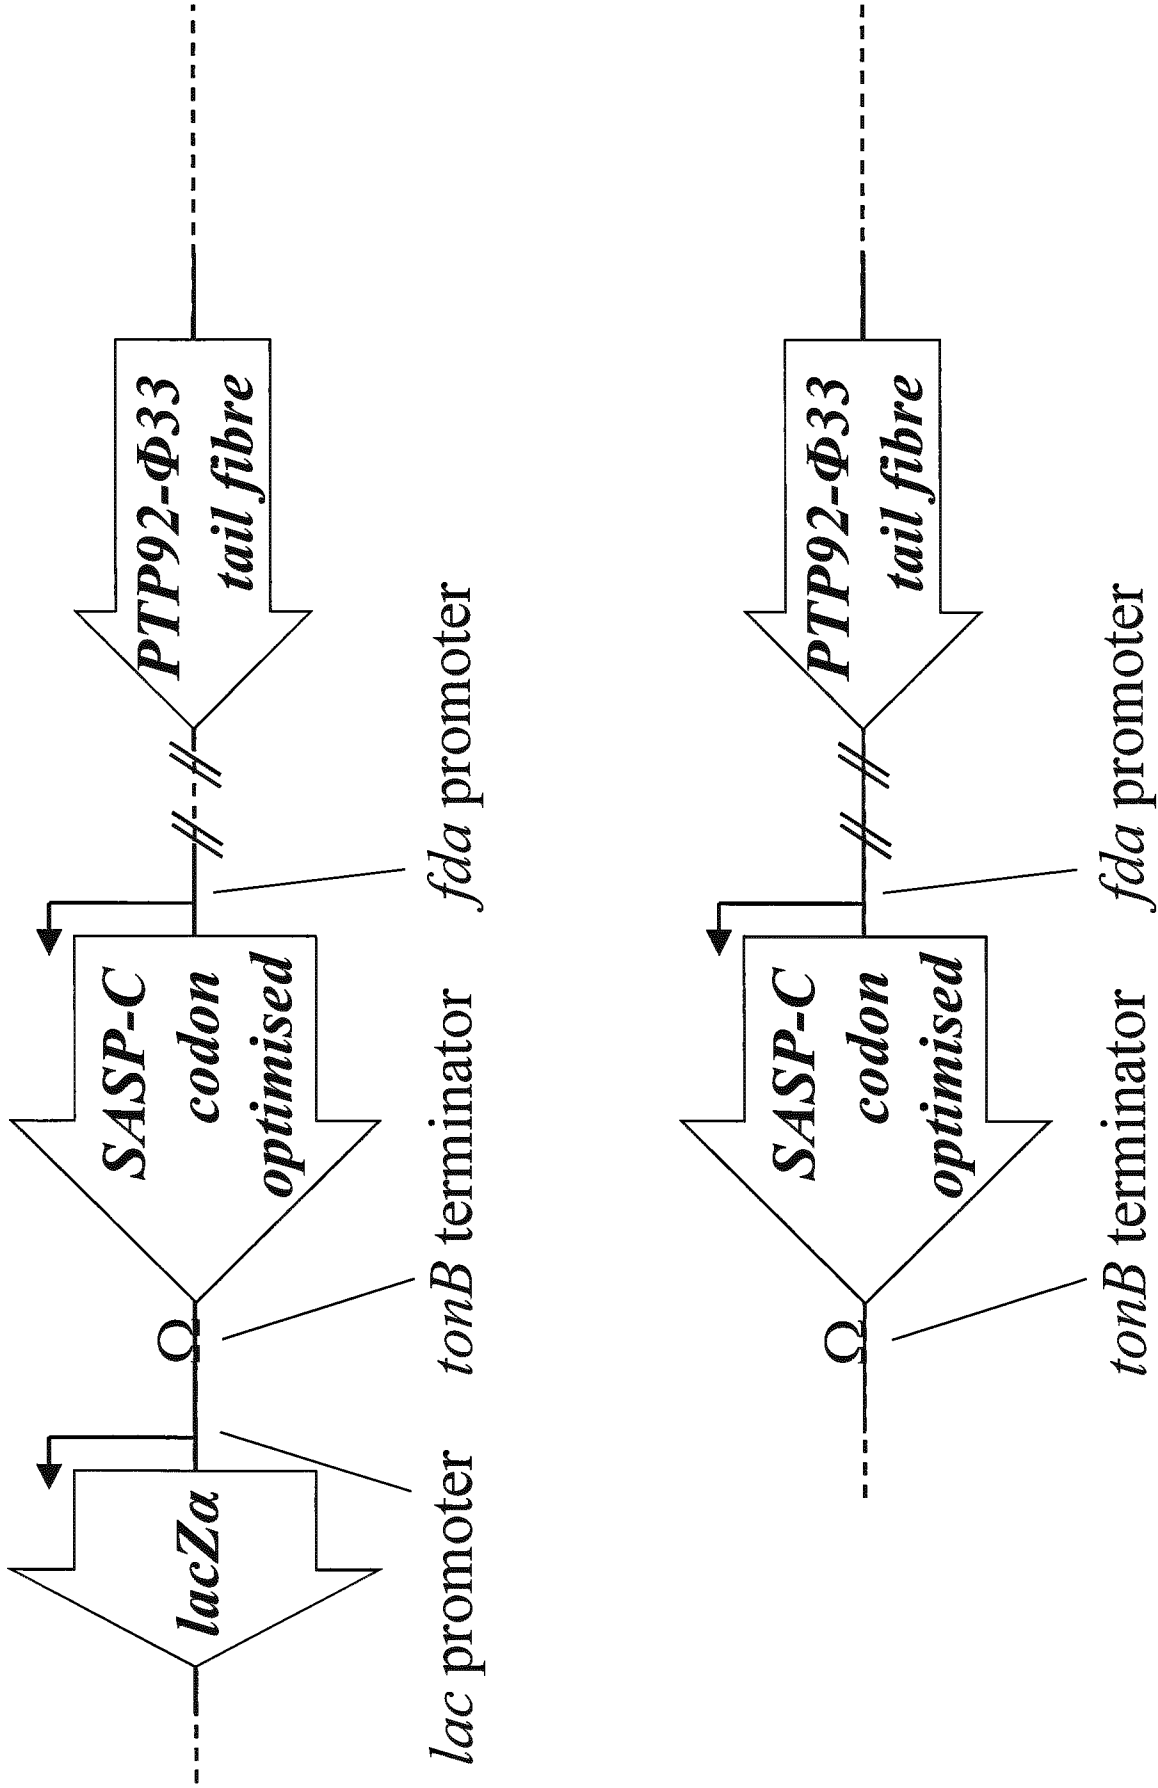 lacZα
SASP-C
codon
optimised
PTP92-Φ33
tail fibre
Ω
lac promoter
tonB terminator
fda promoter
SASP-C
codon
optimised
PTP92-Φ33
tail fibre
Ω
tonB terminator
fda promoter